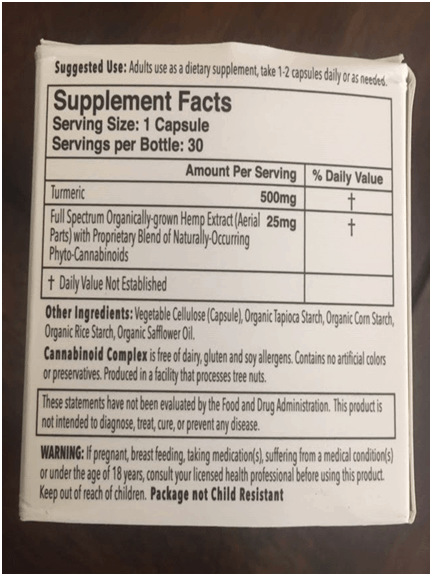 Suggested Use: Adults use as a dietary supplement, take 1-2 capsules daily or as needed.
Supplement Facts
Serving Size: 1 Capsule
Servings per Bottle: 30
Amount Per Serving % Daily Value
Turmeric 500mg †
Full Spectrum Organically-grown Hemp Extract (Aerial 25mg †
Parts) with Proprietary Blend of Naturally-Occurring
Phyto-Cannabinoids
† Daily Value Not Established
Other Ingredients: Vegetable Cellulose (Capsule), Organic Tapioca Starch, Organic Corn Starch,
Organic Rice Starch, Organic Safflower Oil.
Cannabinoid Complex is free of dairy, gluten and soy allergens. Contains no artificial colors
or preservatives. Produced in a facility that processes tree nuts.
These statements have not been evaluated by the Food and Drug Administration. This product is
not intended to diagnose, treat, cure, or prevent any disease.
WARNING: If pregnant, breast feeding, taking medication(s), suffering from a medical condition(s)
or under the age of 18 years, consult your licensed health professional before using this product.
Keep out of reach of children. Package not Child Resistant